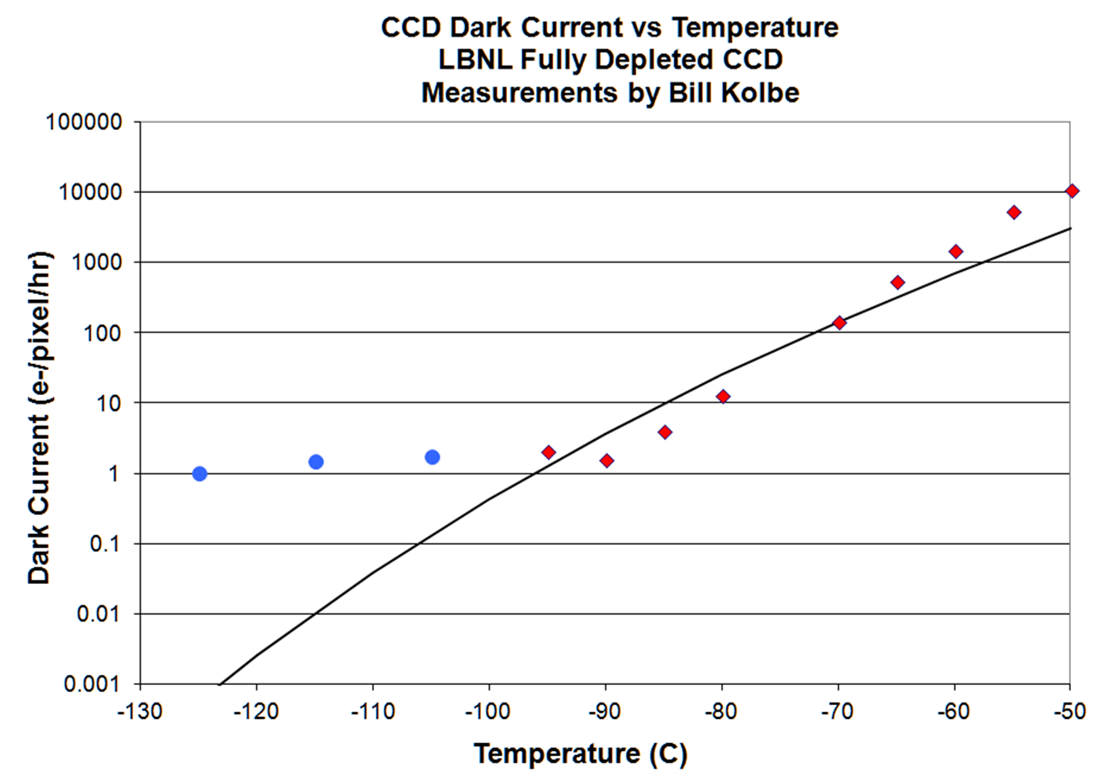 CCD Dark Current vs Temperature
LBNL Fully Depleted CCD
Measurements by Bill Kolbe
100000
10000
1000
100
10
1
0.1
0.01
0.001
Dark Current (e-/pixel/hr)
-130 -120 -110 -100 -90 -80 -70 -60 -50
Temperature (C)